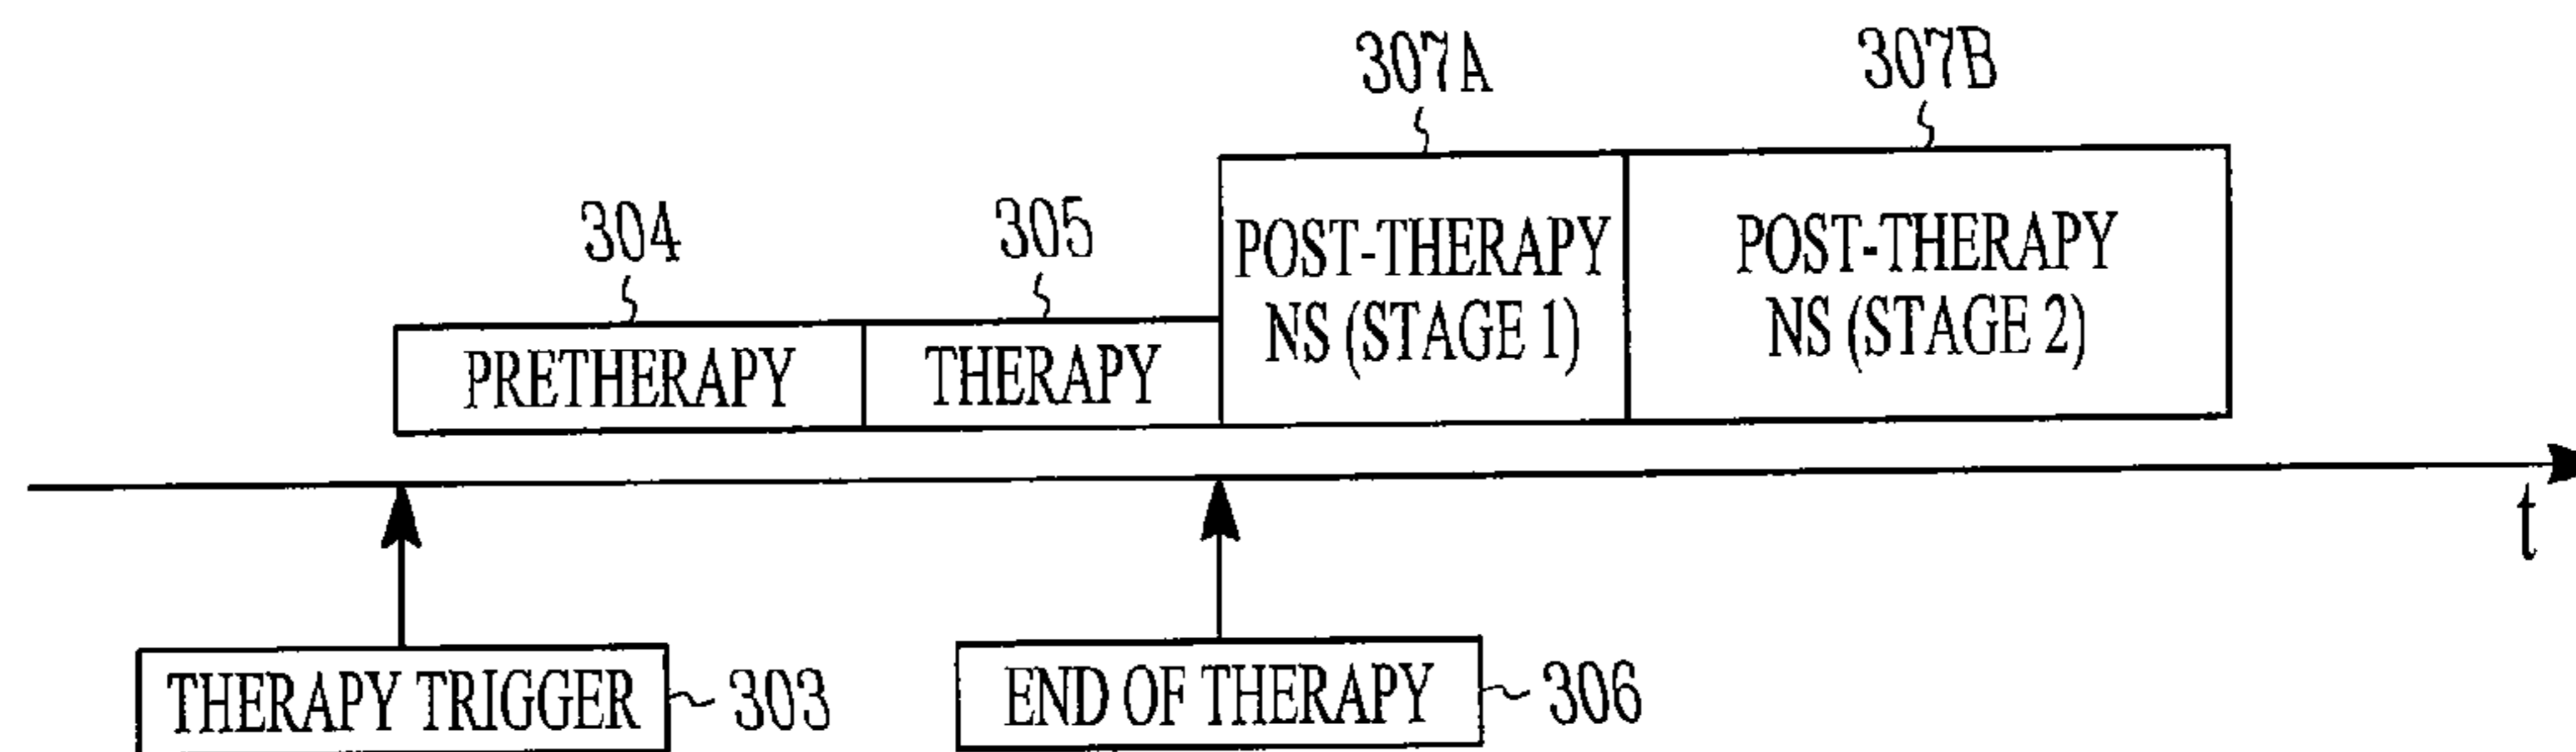 307A
307B
304
305
POST-THERAPY
NS (STAGE 1)
POST-THERAPY
NS (STAGE 2)
PRETHERAPY
THERAPY
t
THERAPY TRIGGER
303
END OF THERAPY
306